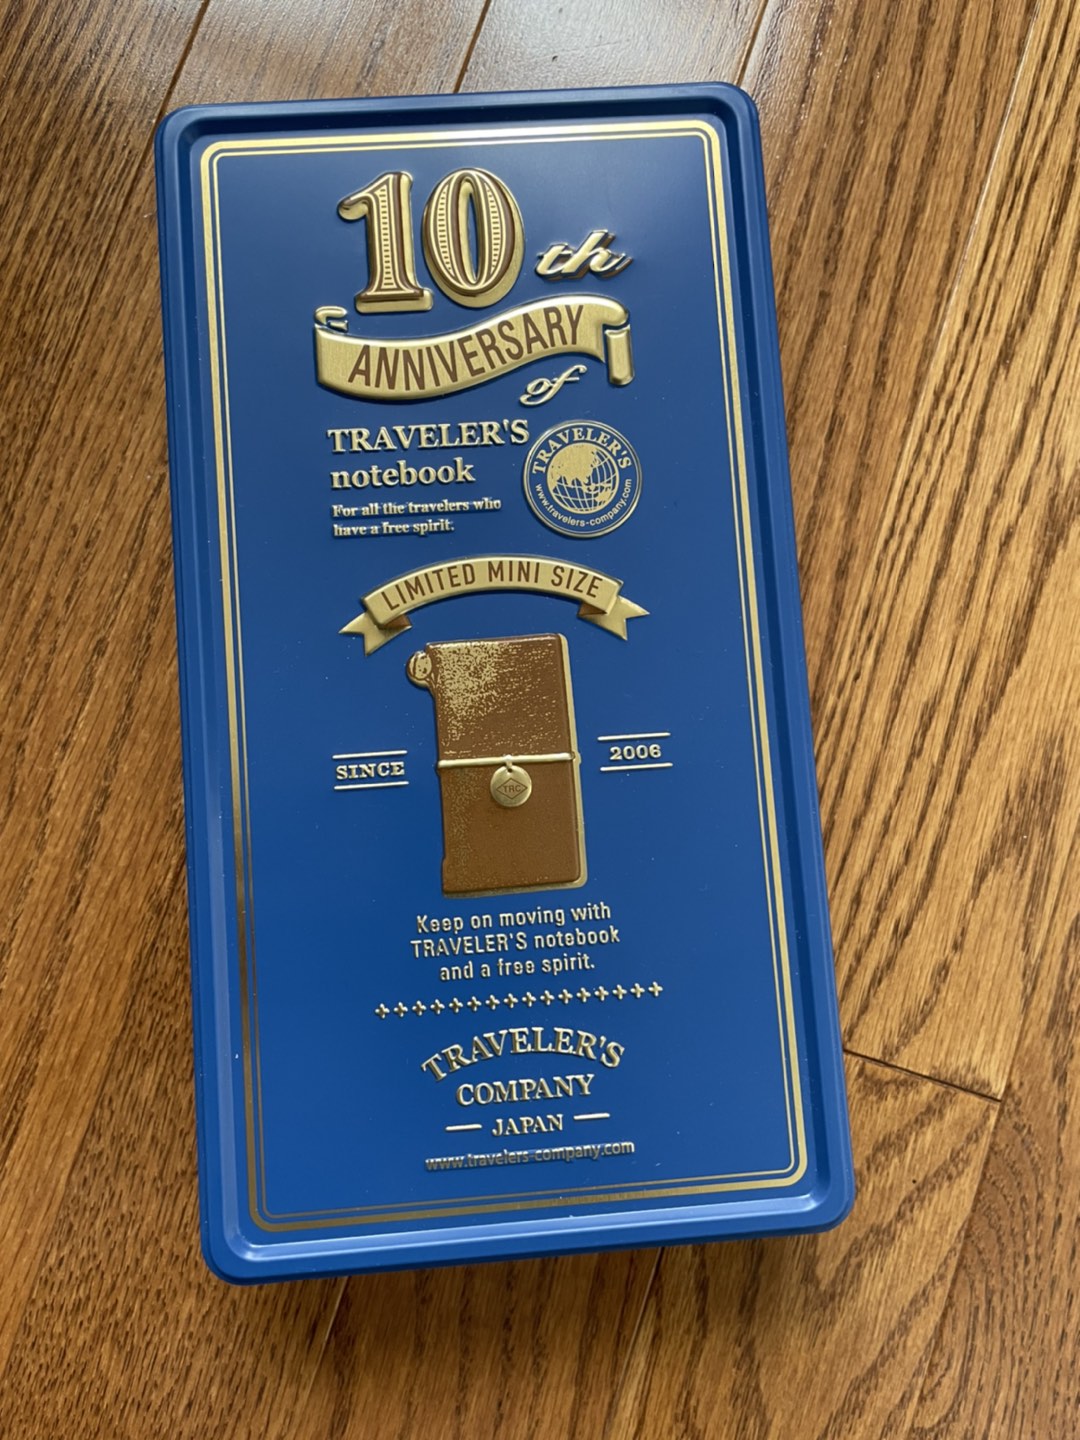 10th
ANNIVERSARY
of
TRAVELER'S
notebook
For all the travelers who
have a free spirit.
TRAVELER'S
www.travelers-company.com
LIMITED MINI SIZE
SINCE
2006
TRC
Keep on moving with
TRAVELER'S notebook
and a free spirit.
TRAVELER'S
COMPANY
JAPAN
www.travelers-company.com